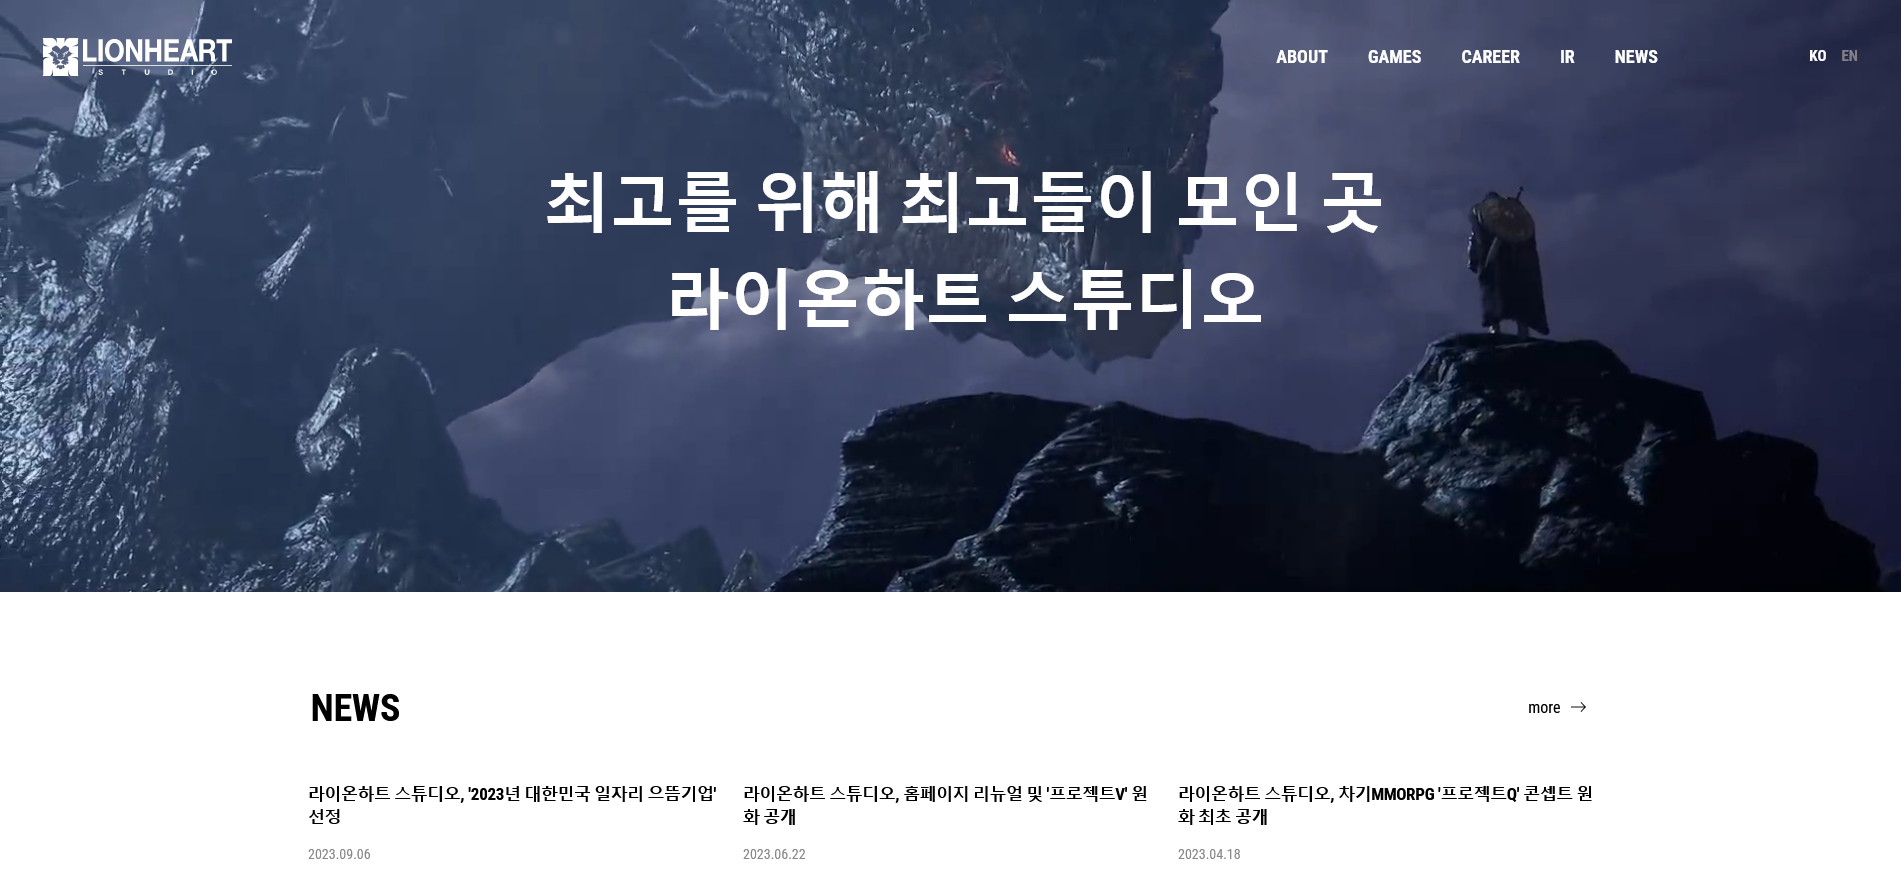 LIONHEART
STUDIO
ABOUT GAMES CAREER IR NEWS KO EN
최고를 위해 최고들이 모인 곳
라이온하트 스튜디오
NEWS
more
라이온하트 스튜디오, '2023년 대한민국 일자리 으뜸기업'
선정
2023.09.06
라이온하트 스튜디오, 홈페이지 리뉴얼 및 '프로젝트V' 원
화 공개
2023.06.22
라이온하트 스튜디오, 차기MMORPG '프로젝트Q' 콘셉트 원
화 최초 공개
2023.04.18